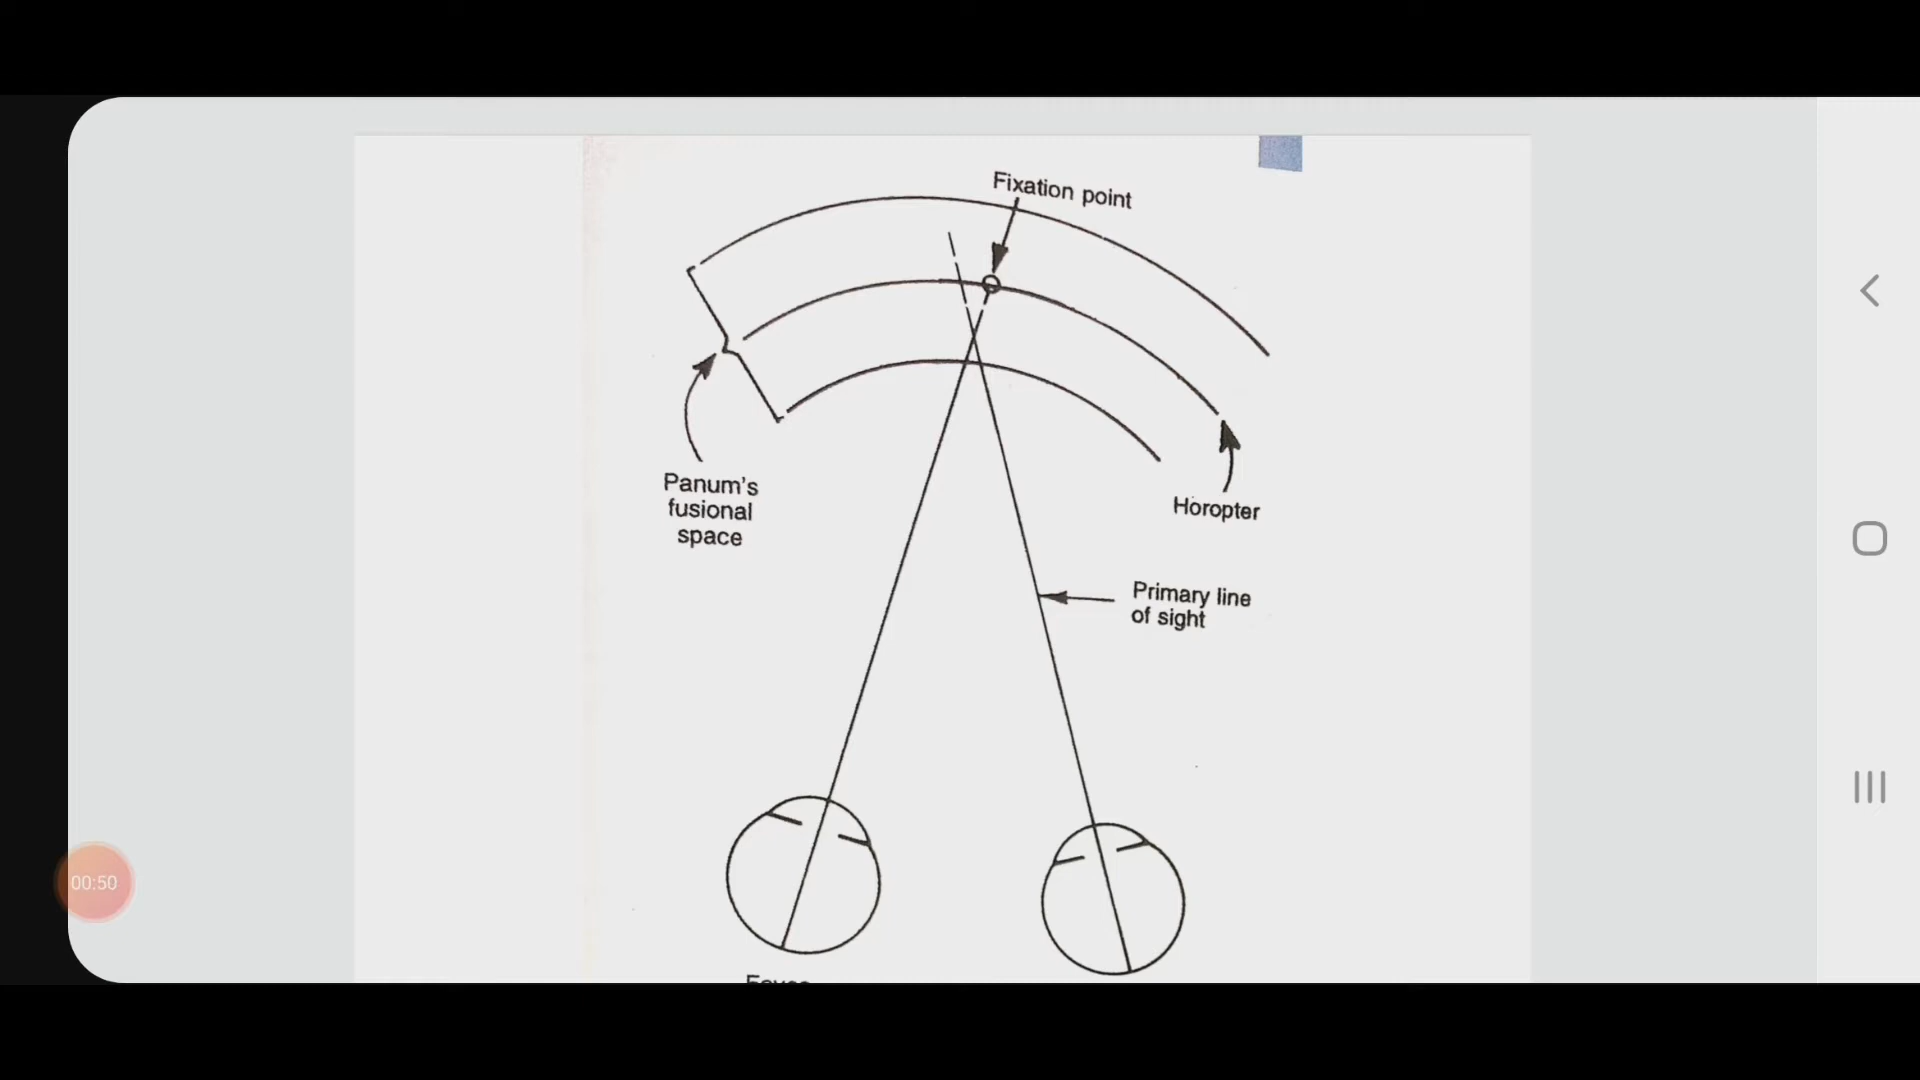 Fixation point
Panum's
fusional
space
Horopter
Primary line
of sight
00:50